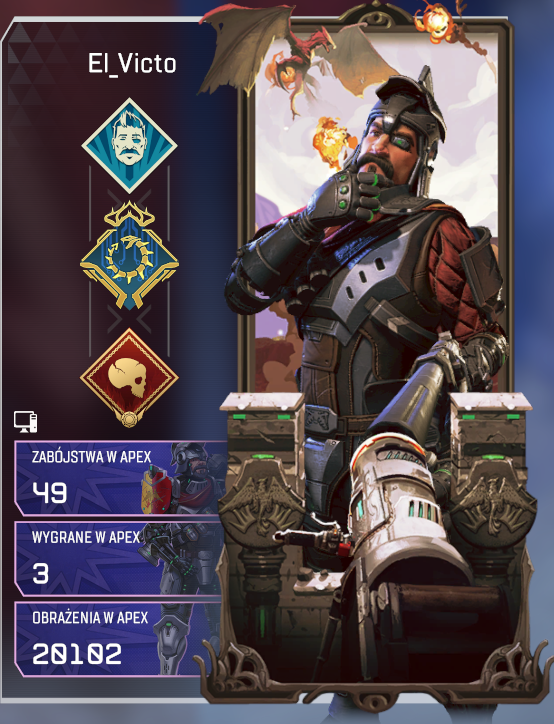 El_Victo
ZABÓJSTWA W APEX
49
WYGRANE W APEX
3
OBRAŻENIA W APEX
20102